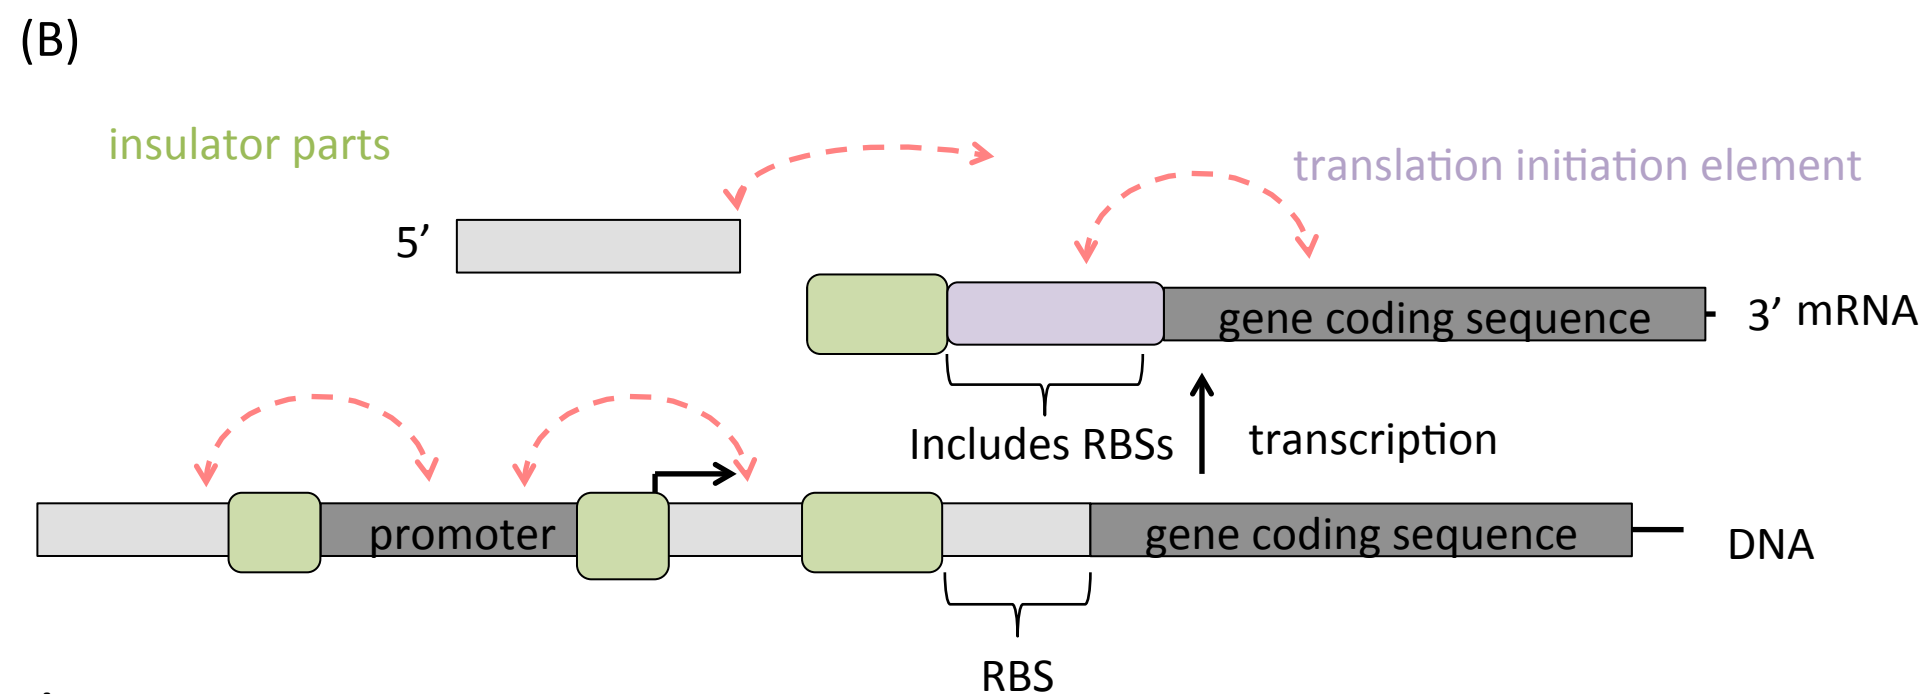 (B)
insulator parts
translation initiation element
5’
gene coding sequence
3’ mRNA
Includes RBSs
transcription
promoter
gene coding sequence
DNA
RBS